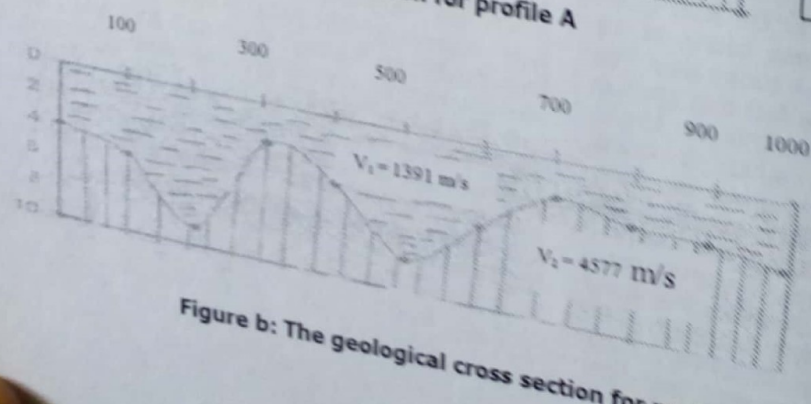 profile A
100 300 500 700 900 1000
0
2
4
6
8
10
V₁=1391 m/s
V₂=4577 m/s
Figure b: The geological cross section for